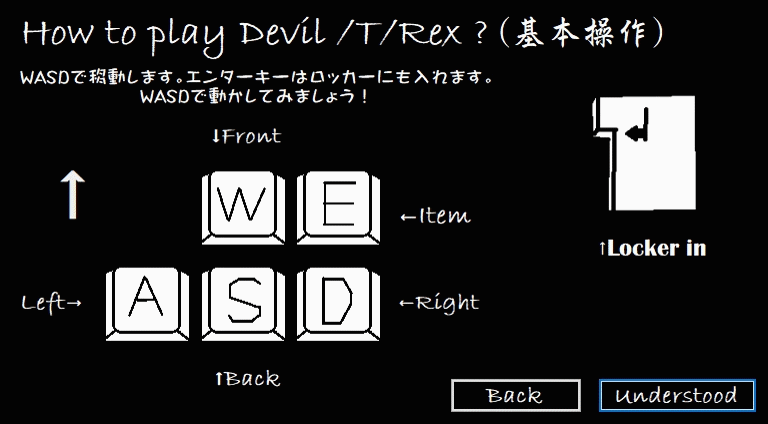 How to play Devil /T/Rex ? (基本操作)
WASDで移動します。エンターキーはロッカーにも入れます。
WASDで動かしてみましょう！
↓Front
↑
W E
←Item
↑Locker in
Left→
A S D
←Right
↑Back
Back
Understood